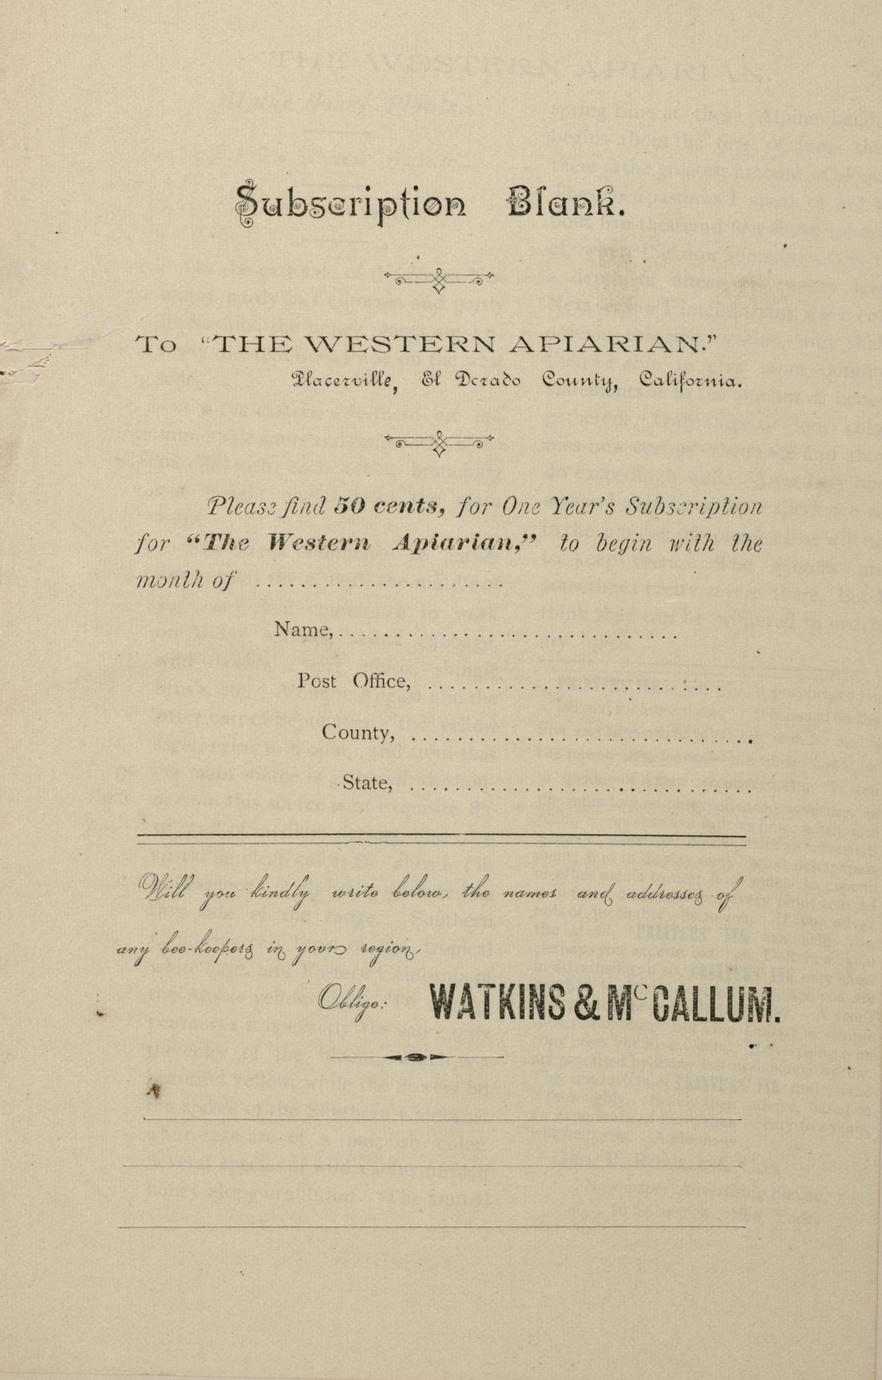 Subscription Blank.
To "THE WESTERN APIARIAN."
Placerville, El Dorado County, California.
Please find 50 cents, for One Year's Subscription
for "The Western Apiarian," to begin with the
month of ......................
Name,..............................
Post Office, ..........................
County, ..............................
State, ..............................
Will you kindly write below, the names and addresses of
any bee-keepers in yours region,
Oblige:- WATKINS & McCALLUM.